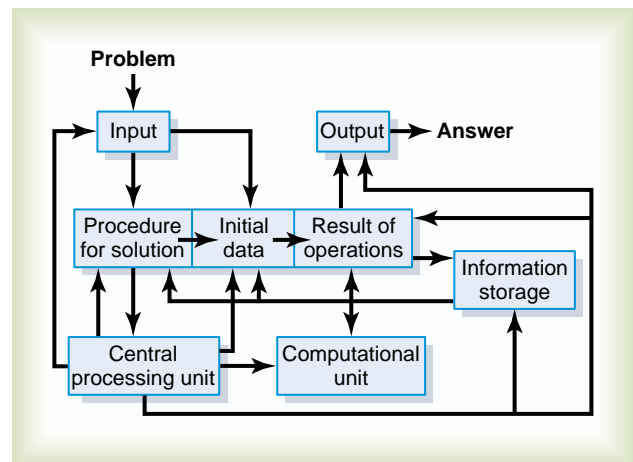 Problem
Input
Output
Answer
Procedure
for solution
Initial
data
Result of
operations
Information
storage
Central
processing unit
Computational
unit